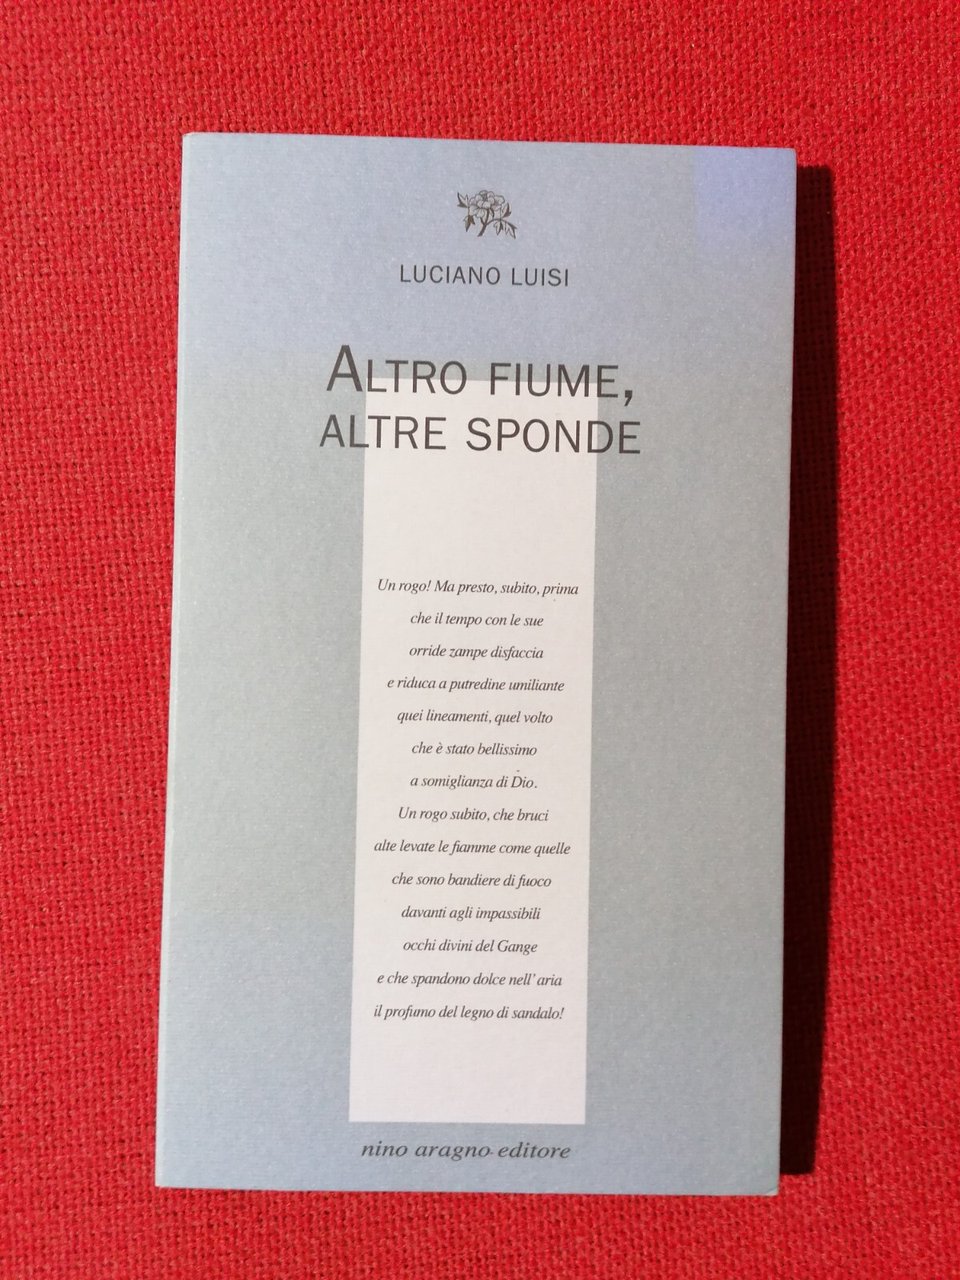 LUCIANO LUISI
ALTRO FIUME,
ALTRE SPONDE
Un rogo! Ma presto, subito, prima
che il tempo con le sue
orride zampe disfaccia
e riduca a putredine umiliante
quei lineamenti, quel volto
che è stato bellissimo
a somiglianza di Dio.
Un rogo subito, che bruci
alte levate le fiamme come quelle
che sono bandiere di fuoco
davanti agli impassibili
occhi divini del Gange
e che spandono dolce nell' aria
il profumo del legno di sandalo!
nino aragno editore